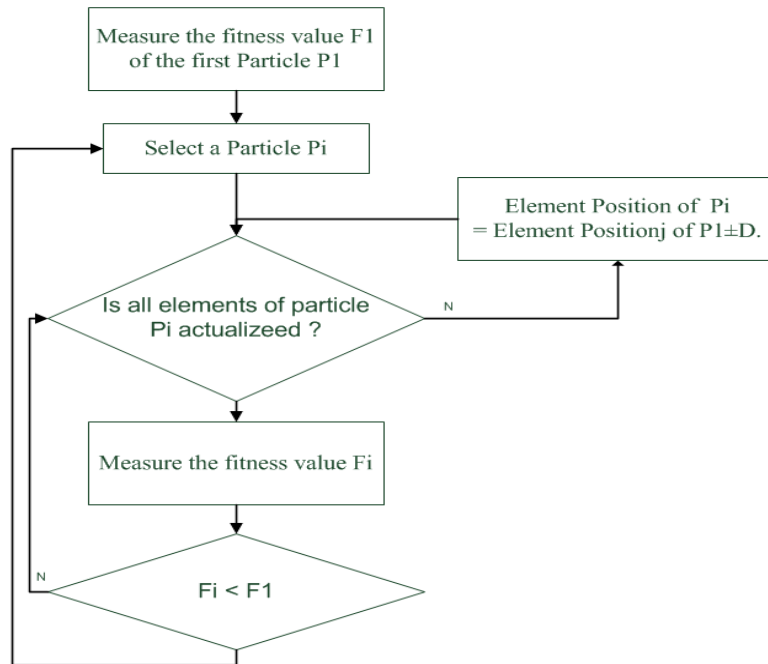 Measure the fitness value F1
of the first Particle P1
Select a Particle Pi
Element Position of Pi
= Element Positionj of P1±D.
Is all elements of particle
Pi actualizeed ?
N
Measure the fitness value Fi
Fi < F1
N